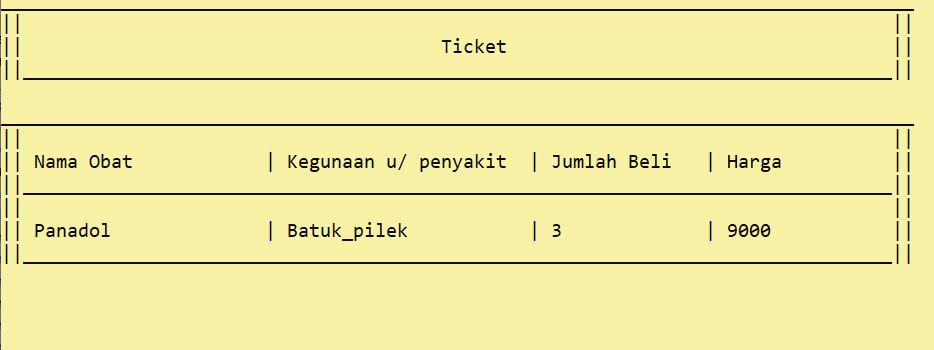 Ticket
Nama Obat | Kegunaan u/ penyakit | Jumlah Beli | Harga
Panadol | Batuk_pilek | 3 | 9000